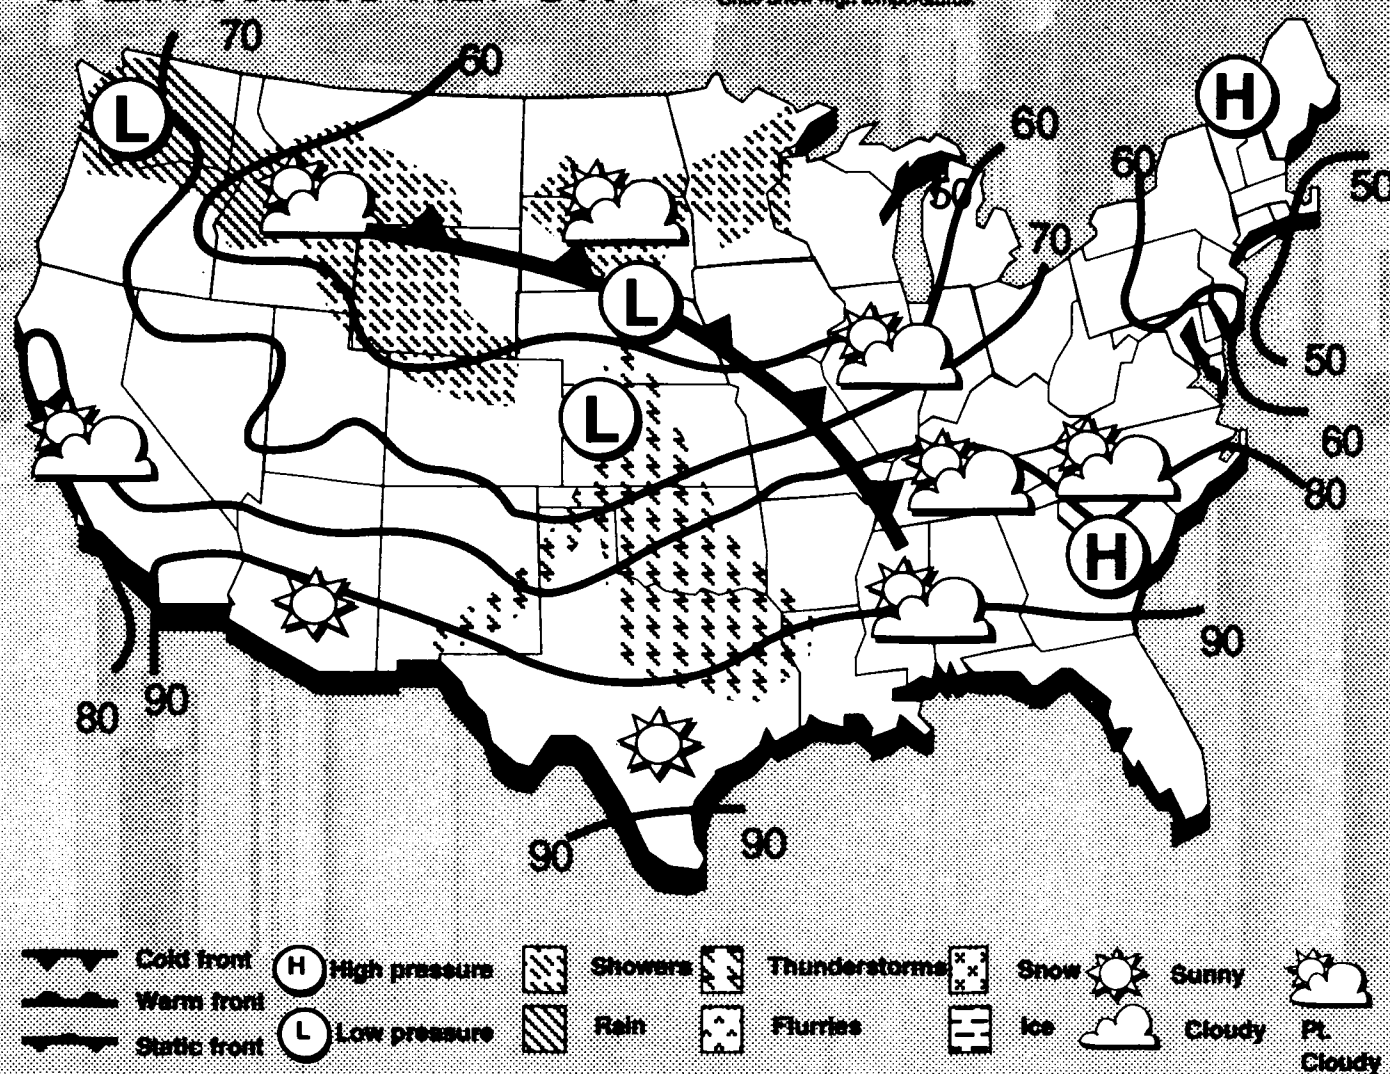 70
60
L
H
60
60
50
50
70
L
50
L
60
80
H
90
80
90
90
90
Cold front
H
High pressure
Showers
Thunderstorms
Snow
Sunny
Warm front
Static front
L
Low pressure
Rain
Flurries
Ice
Cloudy
Pt.
Cloudy